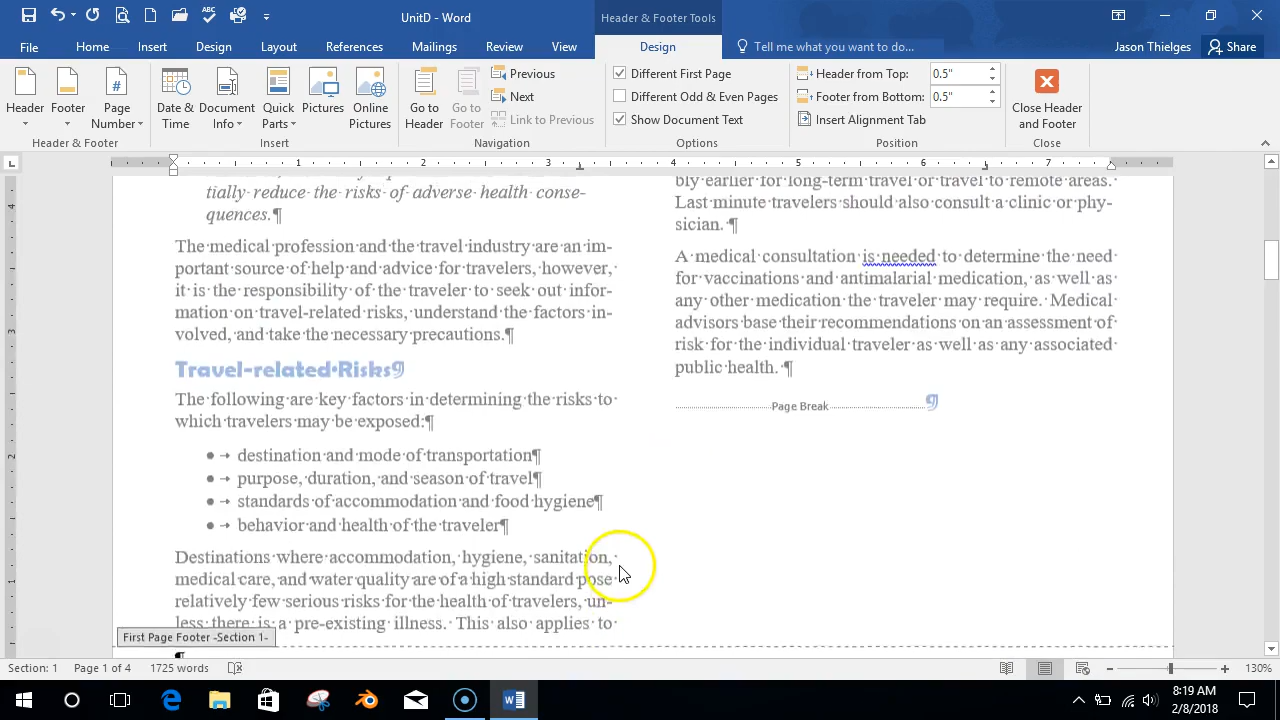 UnitD - Word
Header & Footer Tools
File Home Insert Design Layout References Mailings Review View Design Tell me what you want to do... Jason Thielges Share
Header
Footer
Page
Number
Header & Footer
Date &
Time
Document
Info
Quick
Parts
Pictures
Online
Pictures
Insert
Go to
Header
Go to
Footer
Previous
Next
Link to Previous
Navigation
Different First Page
Different Odd & Even Pages
Show Document Text
Options
Header from Top: 0.5"
Footer from Bottom: 0.5"
Insert Alignment Tab
Position
Close Header
and Footer
Close
L
1 2 3 4 5 6 7
4
3
2
1
tially reduce the risks of adverse health conse-
quences.¶
The medical profession and the travel industry are an im-
portant source of help and advice for travelers, however,
it is the responsibility of the traveler to seek out infor-
mation on travel-related risks, understand the factors in-
volved, and take the necessary precautions.¶
Travel-related Risks¶
The following are key factors in determining the risks to
which travelers may be exposed:¶
● → destination and mode of transportation¶
● → purpose, duration, and season of travel¶
● → standards of accommodation and food hygiene¶
● → behavior and health of the traveler¶
Destinations where accommodation, hygiene, sanitation,
medical care, and water quality are of a high standard pose
relatively few serious risks for the health of travelers, un-
less there is a pre-existing illness. This also applies to
First Page Footer -Section 1-
¶
bly earlier for long-term travel or travel to remote areas.
Last minute travelers should also consult a clinic or phy-
sician. ¶
A medical consultation is needed to determine the need
for vaccinations and antimalarial medication, as well as
any other medication the traveler may require. Medical
advisors base their recommendations on an assessment of
risk for the individual traveler as well as any associated
public health. ¶
Page Break ¶
Section: 1 Page 1 of 4 1725 words 130%
8:19 AM
2/8/2018